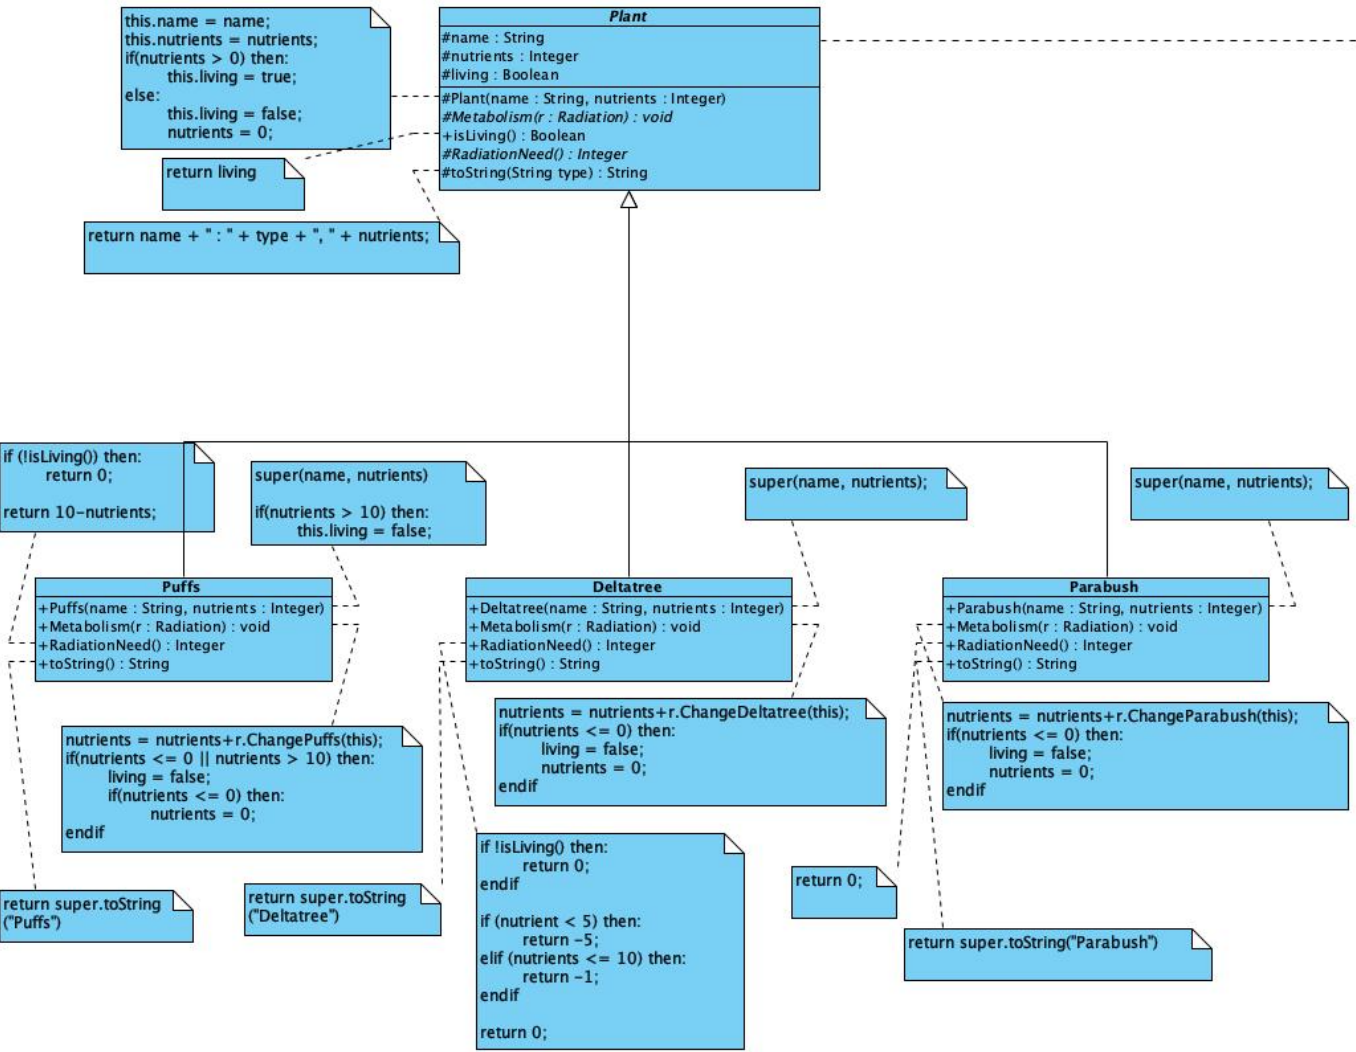 this.name = name;
this.nutrients = nutrients;
if(nutrients > 0) then:
this.living = true;
else:
this.living = false;
nutrients = 0;
return living
return name + " : " + type + ", " + nutrients;
Plant
#name : String
#nutrients : Integer
#living : Boolean
#Plant(name : String, nutrients : Integer)
#Metabolism(r : Radiation) : void
+isLiving() : Boolean
#RadiationNeed() : Integer
#toString(String type) : String
if (!isLiving()) then:
return 0;
return 10-nutrients;
super(name, nutrients)
if(nutrients > 10) then:
this.living = false;
super(name, nutrients);
super(name, nutrients);
Puffs
+Puffs(name : String, nutrients : Integer)
+Metabolism(r : Radiation) : void
+RadiationNeed() : Integer
+toString() : String
Deltatree
+Deltatree(name : String, nutrients : Integer)
+Metabolism(r : Radiation) : void
+RadiationNeed() : Integer
+toString() : String
Parabush
+Parabush(name : String, nutrients : Integer)
+Metabolism(r : Radiation) : void
+RadiationNeed() : Integer
+toString() : String
nutrients = nutrients+r.ChangePuffs(this);
if(nutrients <= 0 || nutrients > 10) then:
living = false;
if(nutrients <= 0) then:
nutrients = 0;
endif
nutrients = nutrients+r.ChangeDeltatree(this);
if(nutrients <= 0) then:
living = false;
nutrients = 0;
endif
nutrients = nutrients+r.ChangeParabush(this);
if(nutrients <= 0) then:
living = false;
nutrients = 0;
endif
return super.toString
("Puffs")
return super.toString
("Deltatree")
if !isLiving() then:
return 0;
endif
if (nutrient < 5) then:
return -5;
elif (nutrients <= 10) then:
return -1;
endif
return 0;
return 0;
return super.toString("Parabush")